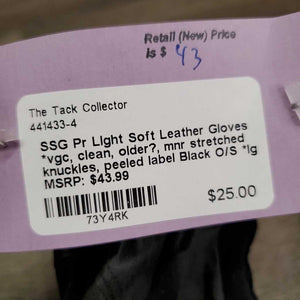 Retail (New) Price
is $ 43
The Tack Collector
441433-4
SSG Pr Light Soft Leather Gloves
*vgc, clean, older?, mnr stretched
knuckles, peeled label Black O/S *lg
MSRP: $43.99
$25.00
73Y4RK